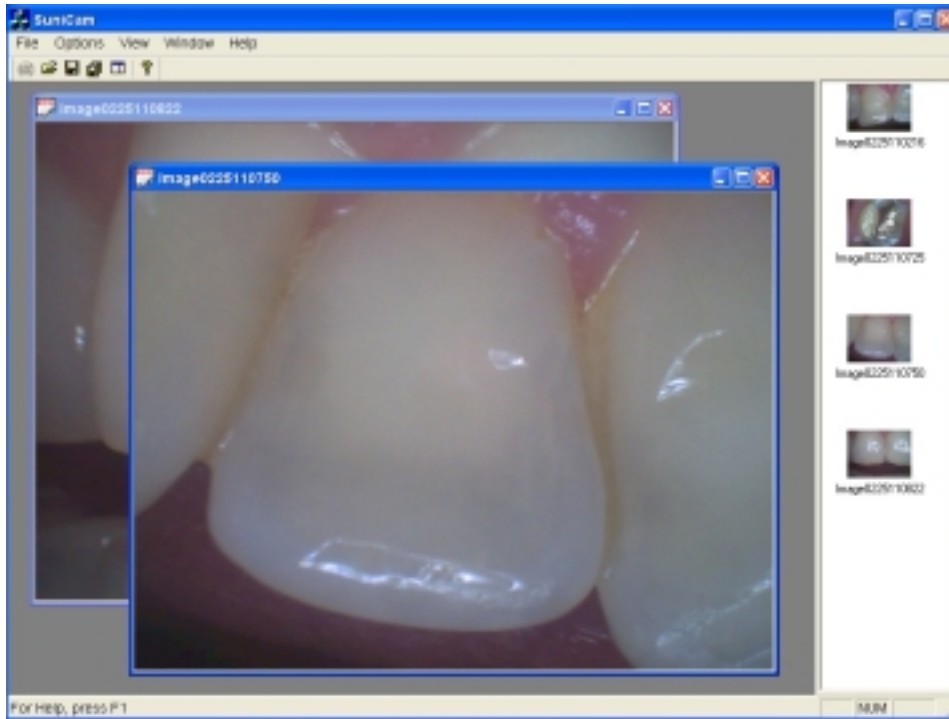 SuniCam
File Options View Window Help
Image0225110822
Image0225110750
Image0225110216
Image0225110725
Image0225110750
Image0225110822
For Help, press F1
NUM